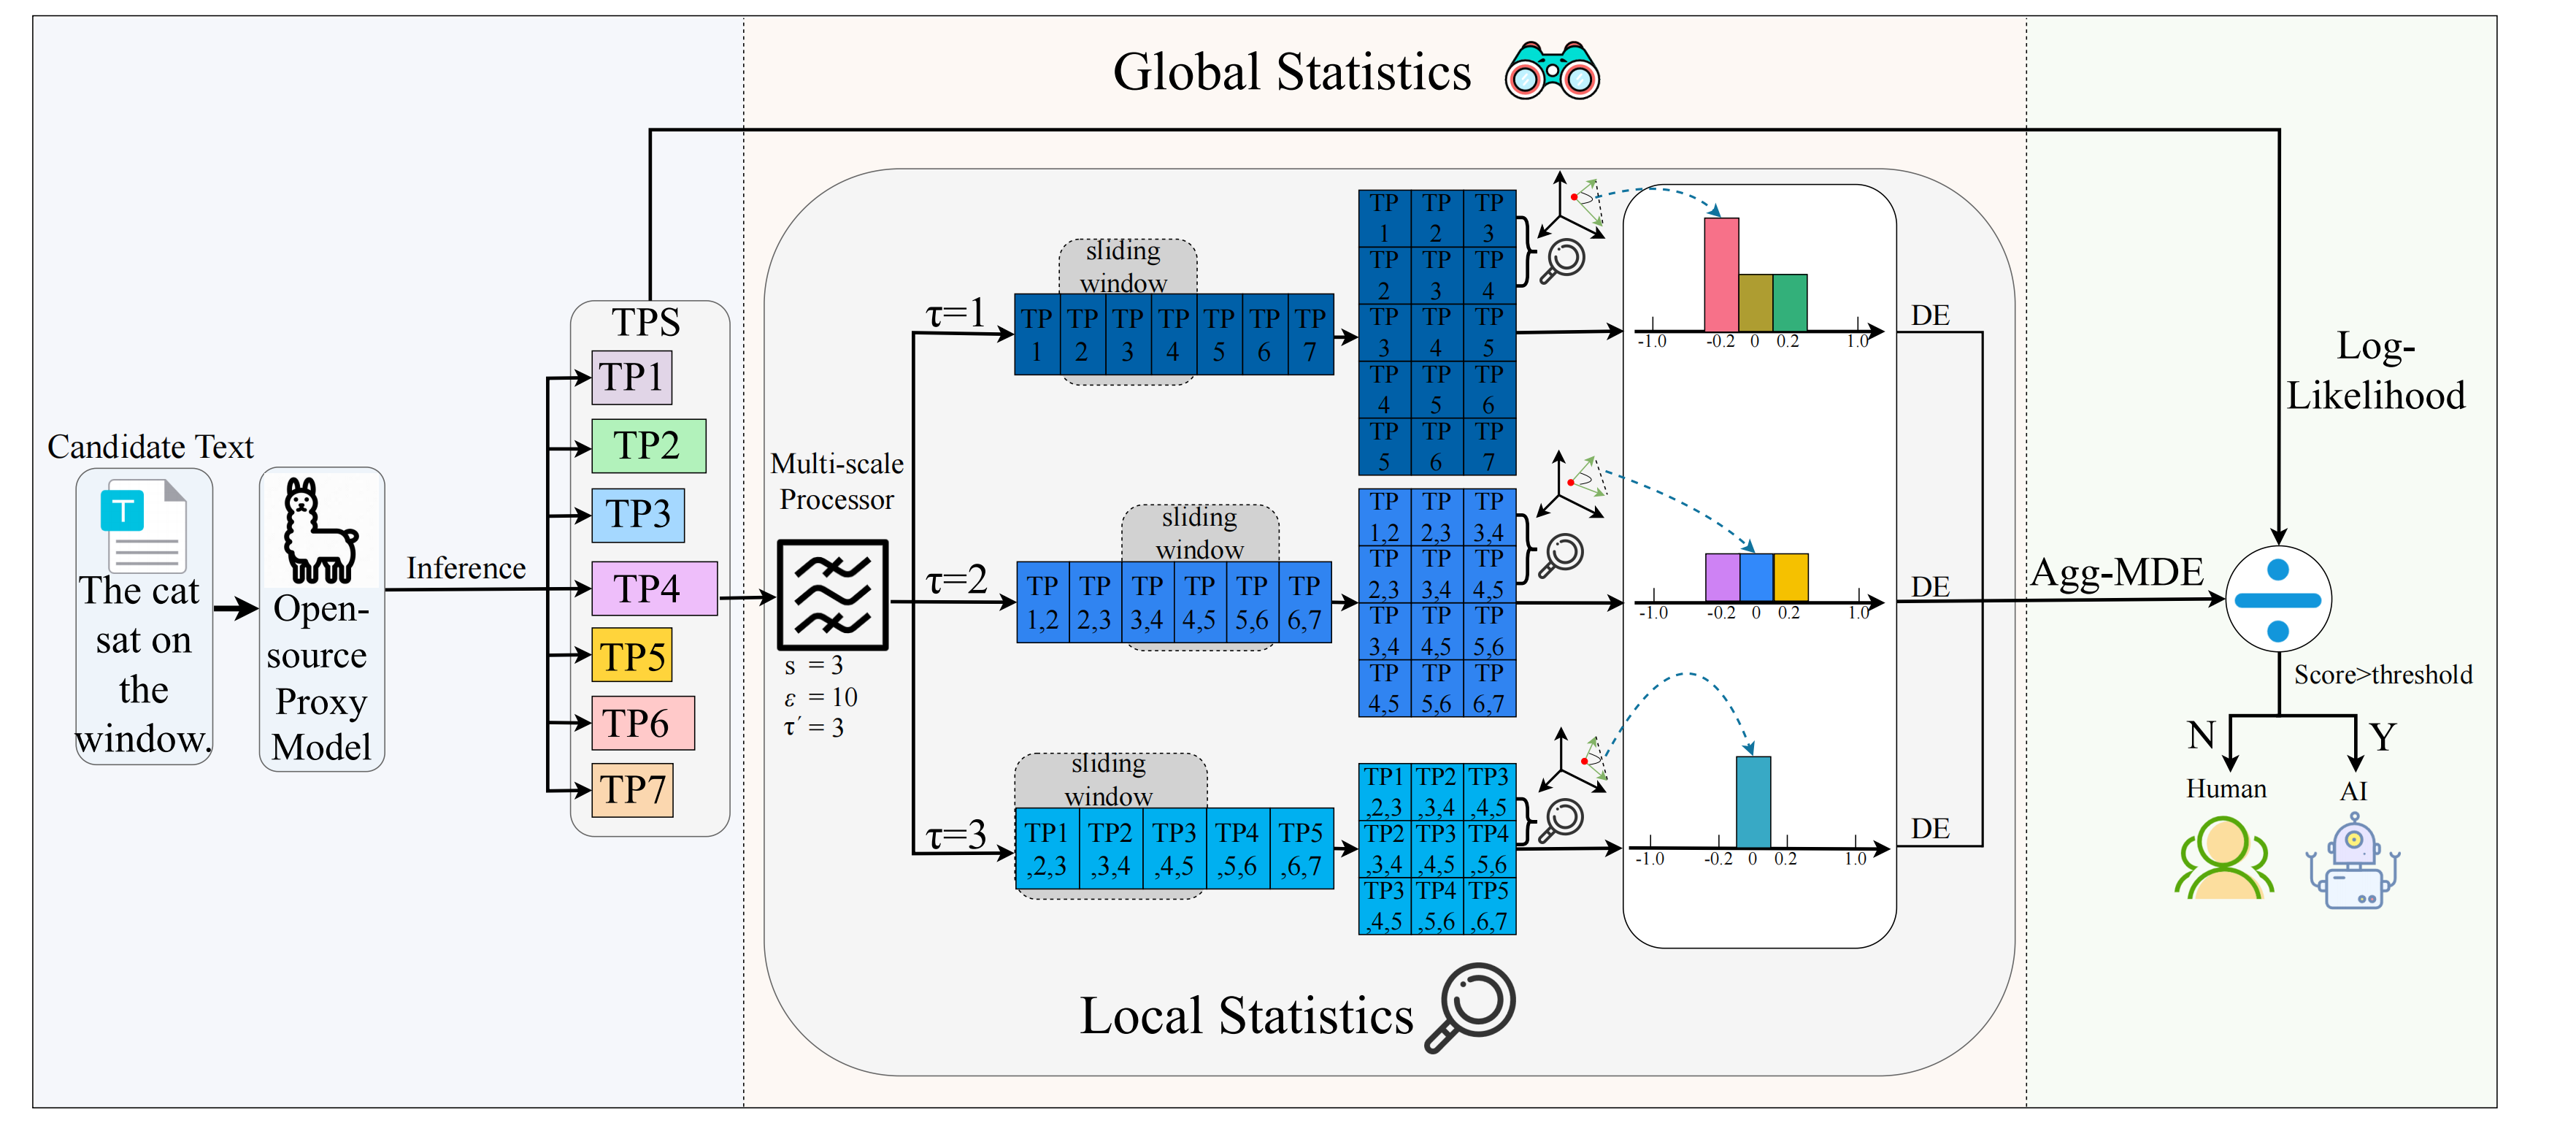 Global Statistics
Candidate Text
T
The cat
sat on
the
window.
Open-
source
Proxy
Model
Inference
TPS
TP1
TP2
TP3
TP4
TP5
TP6
TP7
Multi-scale
Processor
s = 3
ε = 10
τ′ = 3
τ=1
sliding
window
TP TP TP TP TP TP TP
1 2 3 4 5 6 7
TP TP TP
1 2 3
TP TP TP
2 3 4
TP TP TP
3 4 5
TP TP TP
4 5 6
TP TP TP
5 6 7
-1.0 -0.2 0 0.2 1.0
DE
τ=2
sliding
window
TP TP TP TP TP TP
1,2 2,3 3,4 4,5 5,6 6,7
TP TP TP
1,2 2,3 3,4
TP TP TP
2,3 3,4 4,5
TP TP TP
3,4 4,5 5,6
TP TP TP
4,5 5,6 6,7
-1.0 -0.2 0 0.2 1.0
DE
τ=3
sliding
window
TP1 TP2 TP3 TP4 TP5
,2,3 ,3,4 ,4,5 ,5,6 ,6,7
TP1 TP2 TP3
,2,3 ,3,4 ,4,5
TP2 TP3 TP4
,3,4 ,4,5 ,5,6
TP3 TP4 TP5
,4,5 ,5,6 ,6,7
-1.0 -0.2 0 0.2 1.0
DE
Local Statistics
Agg-MDE
Log-
Likelihood
Score>threshold
N Y
Human AI